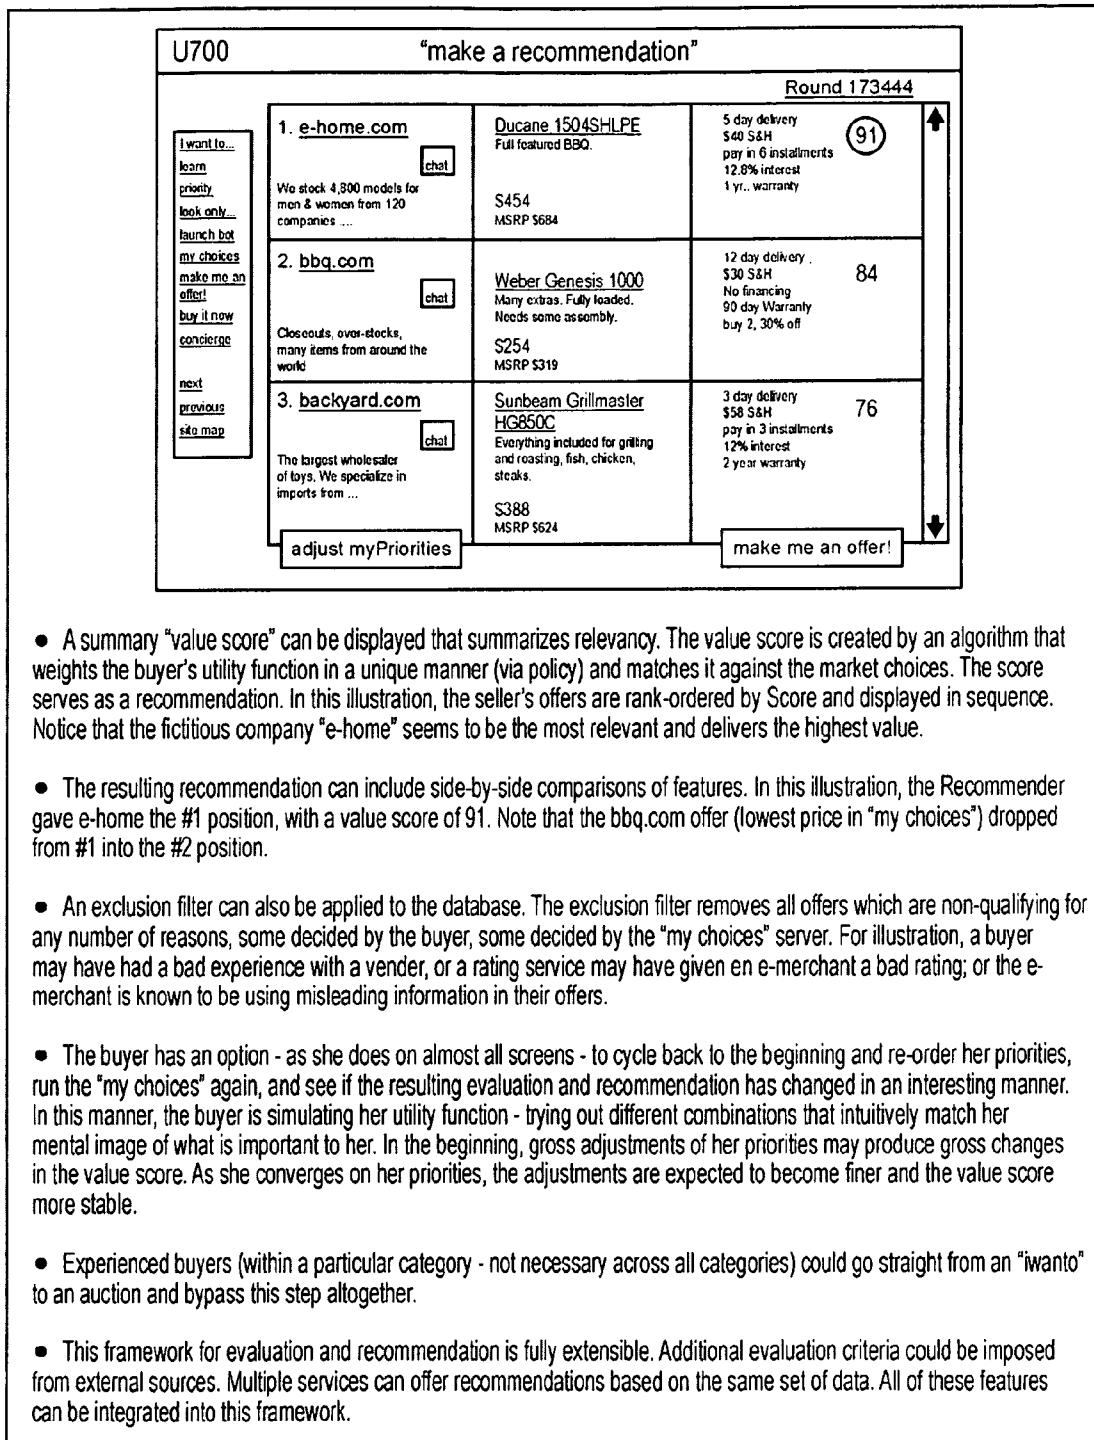 U700 "make a recommendation"
Round 173444
I want to...
learn
priority
look only...
launch bot
my choices
make me an
offer!
buy it now
concierge
next
previous
site map
1. e-home.com
chat
We stock 4,800 models for
men & women from 120
companies ....
Ducane 1504SHLPE
Full featured BBQ.
$454
MSRP $684
5 day delivery
$40 S&H
pay in 6 installments
12.8% interest
1 yr.. warranty
91
2. bbq.com
chat
Closeouts, over-stocks,
many items from around the
world
Weber Genesis 1000
Many extras. Fully loaded.
Needs some assembly.
$254
MSRP $319
12 day delivery .
$30 S&H
No financing
90 day Warranty
buy 2, 30% off
84
3. backyard.com
chat
The largest wholesaler
of toys. We specialize in
imports from ...
Sunbeam Grillmaster
HG850C
Everything included for grilling
and roasting, fish, chicken,
steaks.
$388
MSRP $624
3 day delivery
$58 S&H
pay in 3 installments
12% interest
2 year warranty
76
adjust myPriorities
make me an offer!
• A summary "value score" can be displayed that summarizes relevancy. The value score is created by an algorithm that
weights the buyer's utility function in a unique manner (via policy) and matches it against the market choices. The score
serves as a recommendation. In this illustration, the seller's offers are rank-ordered by Score and displayed in sequence.
Notice that the fictitious company "e-home" seems to be the most relevant and delivers the highest value.
• The resulting recommendation can include side-by-side comparisons of features. In this illustration, the Recommender
gave e-home the #1 position, with a value score of 91. Note that the bbq.com offer (lowest price in "my choices") dropped
from #1 into the #2 position.
• An exclusion filter can also be applied to the database. The exclusion filter removes all offers which are non-qualifying for
any number of reasons, some decided by the buyer, some decided by the "my choices" server. For illustration, a buyer
may have had a bad experience with a vender, or a rating service may have given en e-merchant a bad rating; or the e-
merchant is known to be using misleading information in their offers.
• The buyer has an option - as she does on almost all screens - to cycle back to the beginning and re-order her priorities,
run the "my choices" again, and see if the resulting evaluation and recommendation has changed in an interesting manner.
In this manner, the buyer is simulating her utility function - trying out different combinations that intuitively match her
mental image of what is important to her. In the beginning, gross adjustments of her priorities may produce gross changes
in the value score. As she converges on her priorities, the adjustments are expected to become finer and the value score
more stable.
• Experienced buyers (within a particular category - not necessary across all categories) could go straight from an "iwanto"
to an auction and bypass this step altogether.
• This framework for evaluation and recommendation is fully extensible. Additional evaluation criteria could be imposed
from external sources. Multiple services can offer recommendations based on the same set of data. All of these features
can be integrated into this framework.